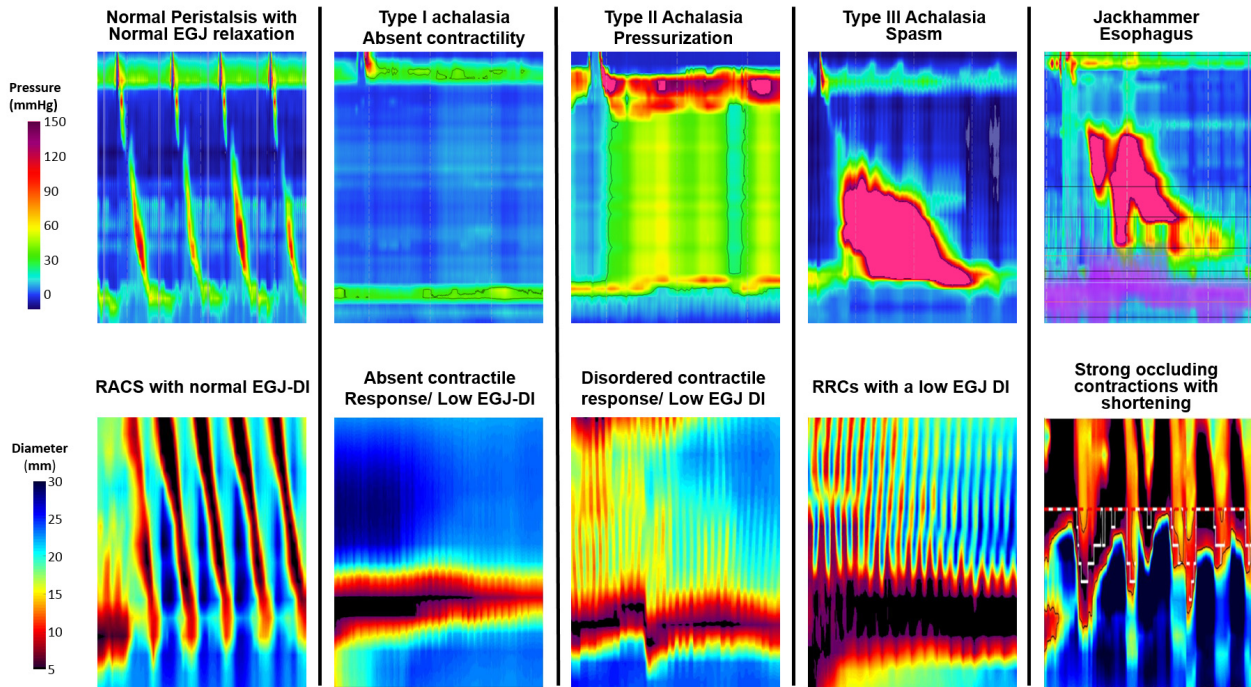 Normal Peristalsis with
Normal EGJ relaxation
Type I achalasia
Absent contractility
Type II Achalasia
Pressurization
Type III Achalasia
Spasm
Jackhammer
Esophagus
Pressure
(mmHg)
150
120
90
60
30
0
RACS with normal EGJ-DI
Absent contractile
Response/ Low EGJ-DI
Disordered contractile
response/ Low EGJ DI
RRCs with a low EGJ DI
Strong occluding
contractions with
shortening
Diameter
(mm)
30
25
20
15
10
5